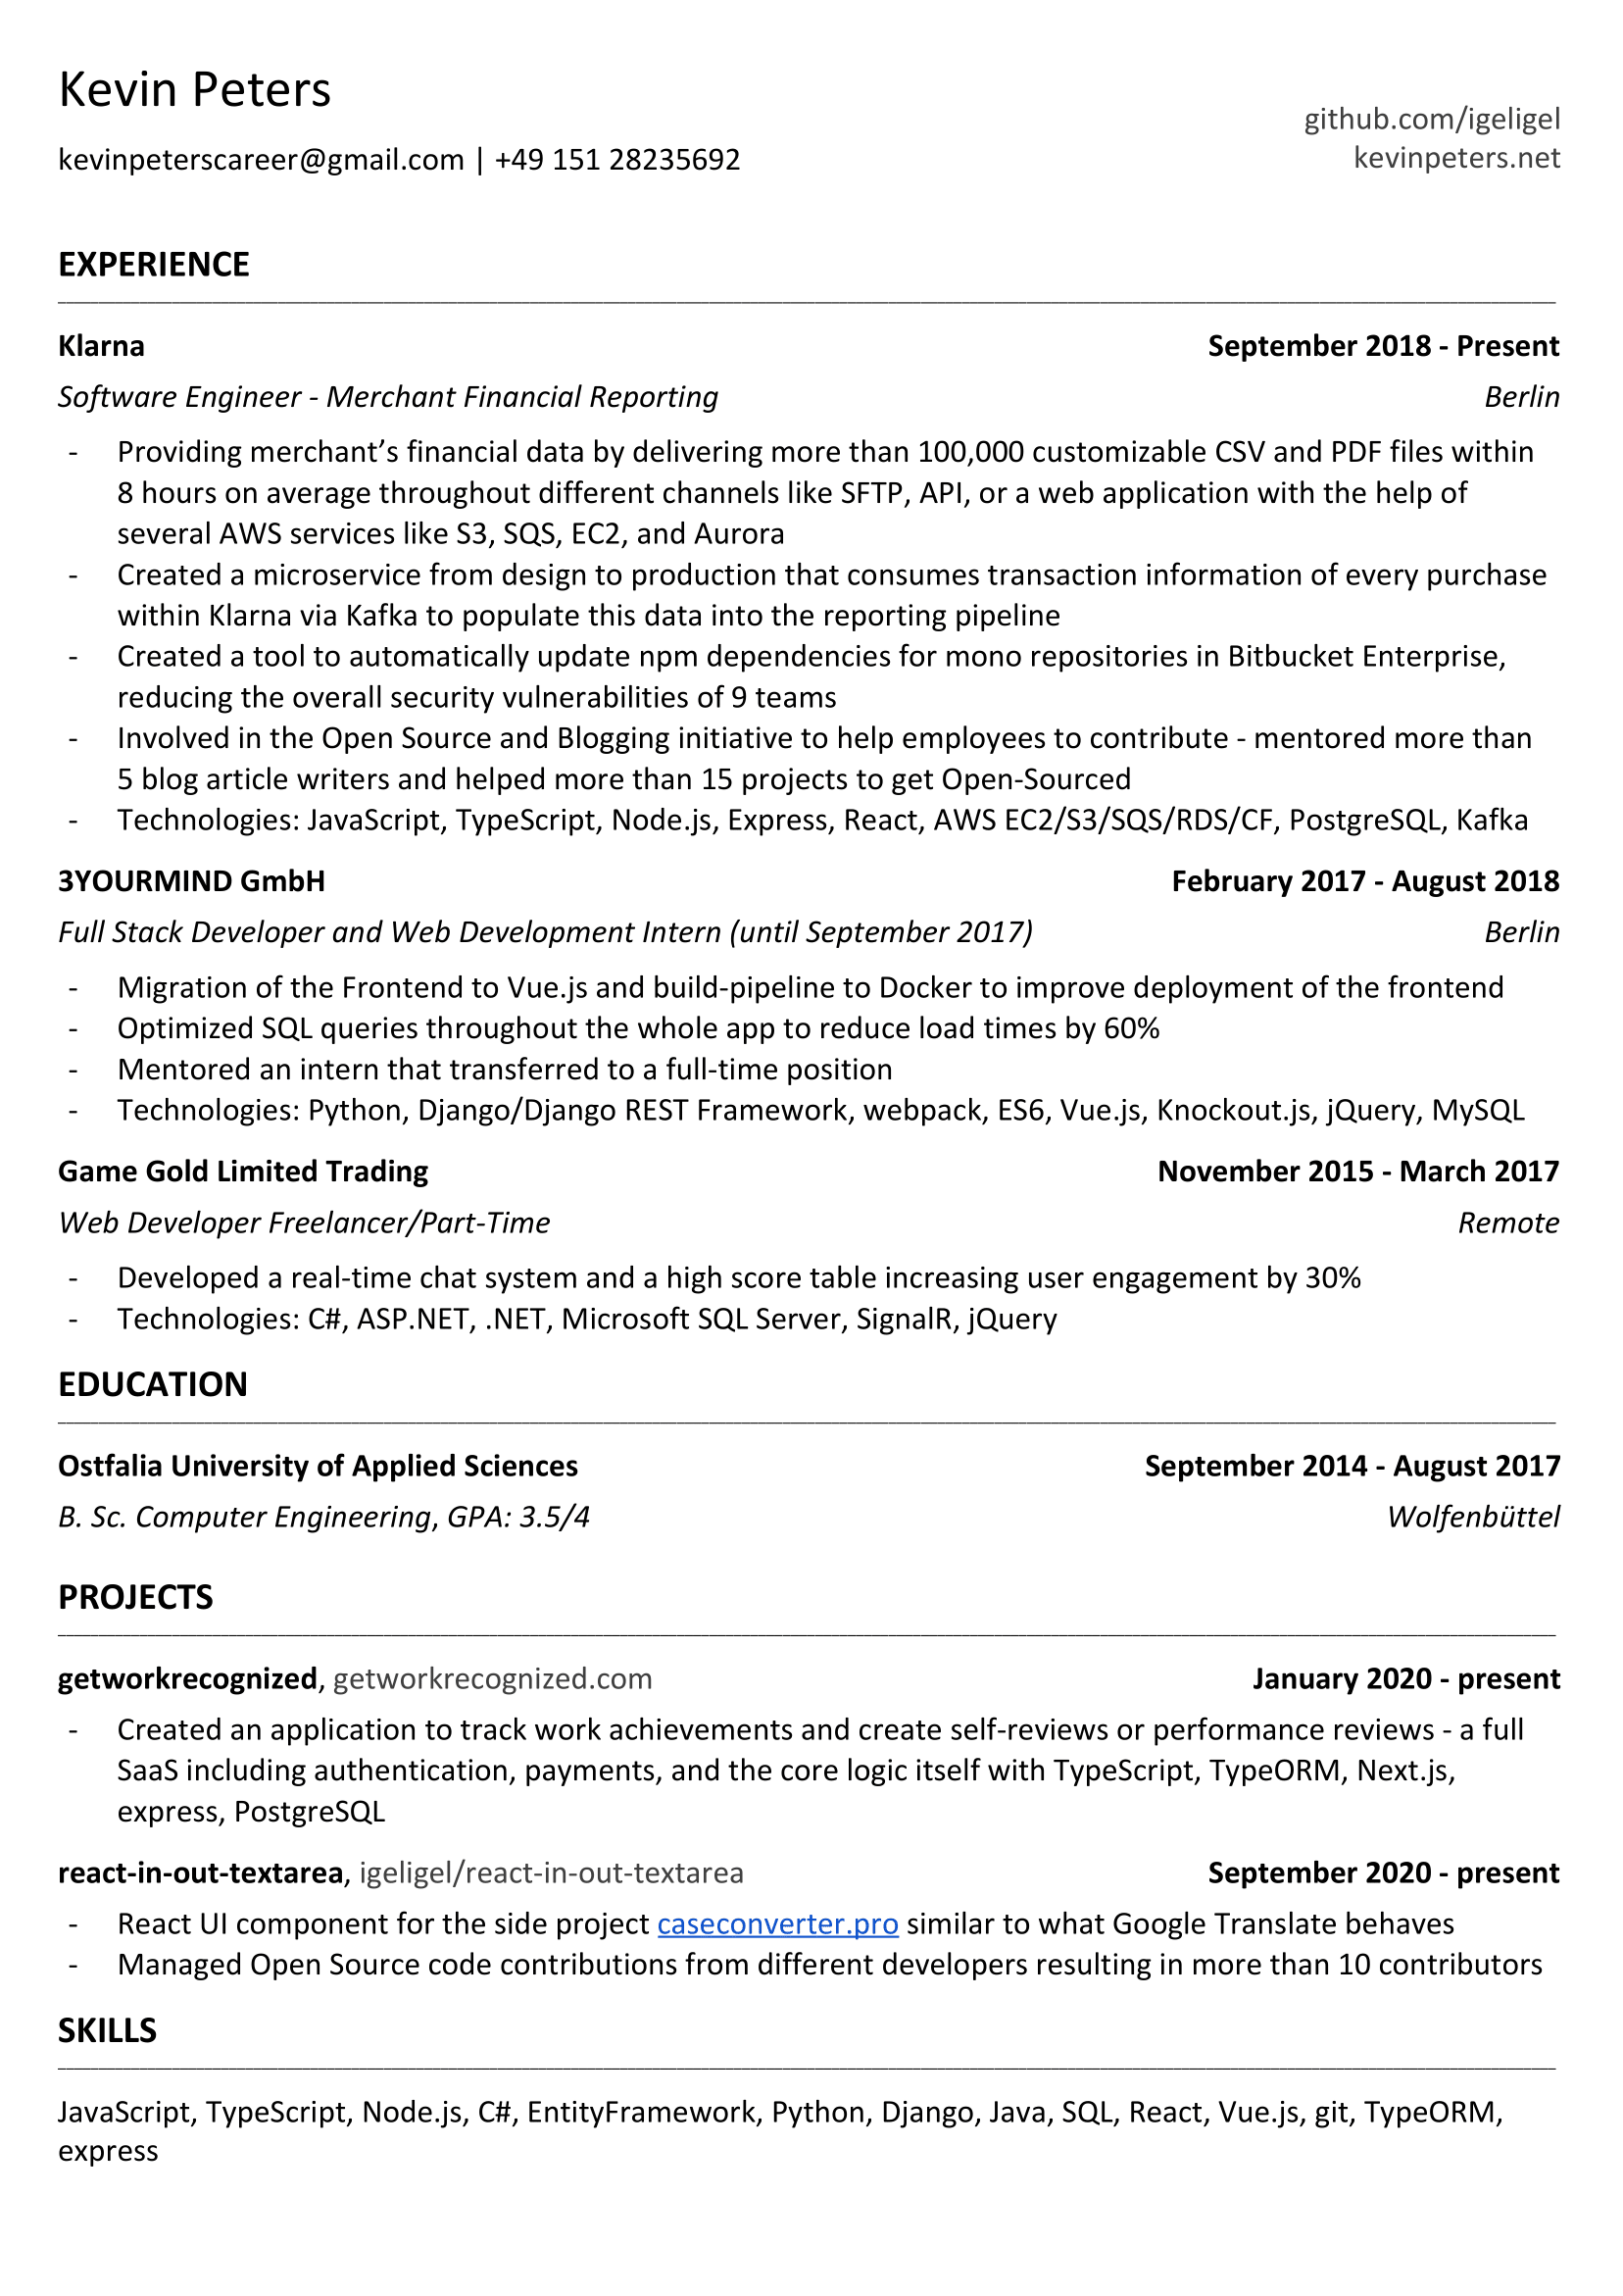 Kevin Peters
kevinpeterscareer@gmail.com | +49 151 28235692
github.com/igeligel
kevinpeters.net
EXPERIENCE
Klarna September 2018 - Present
Software Engineer - Merchant Financial Reporting Berlin
- Providing merchant’s financial data by delivering more than 100,000 customizable CSV and PDF files within
8 hours on average throughout different channels like SFTP, API, or a web application with the help of
several AWS services like S3, SQS, EC2, and Aurora
- Created a microservice from design to production that consumes transaction information of every purchase
within Klarna via Kafka to populate this data into the reporting pipeline
- Created a tool to automatically update npm dependencies for mono repositories in Bitbucket Enterprise,
reducing the overall security vulnerabilities of 9 teams
- Involved in the Open Source and Blogging initiative to help employees to contribute - mentored more than
5 blog article writers and helped more than 15 projects to get Open-Sourced
- Technologies: JavaScript, TypeScript, Node.js, Express, React, AWS EC2/S3/SQS/RDS/CF, PostgreSQL, Kafka
3YOURMIND GmbH February 2017 - August 2018
Full Stack Developer and Web Development Intern (until September 2017) Berlin
- Migration of the Frontend to Vue.js and build-pipeline to Docker to improve deployment of the frontend
- Optimized SQL queries throughout the whole app to reduce load times by 60%
- Mentored an intern that transferred to a full-time position
- Technologies: Python, Django/Django REST Framework, webpack, ES6, Vue.js, Knockout.js, jQuery, MySQL
Game Gold Limited Trading November 2015 - March 2017
Web Developer Freelancer/Part-Time Remote
- Developed a real-time chat system and a high score table increasing user engagement by 30%
- Technologies: C#, ASP.NET, .NET, Microsoft SQL Server, SignalR, jQuery
EDUCATION
Ostfalia University of Applied Sciences September 2014 - August 2017
B. Sc. Computer Engineering, GPA: 3.5/4 Wolfenbüttel
PROJECTS
getworkrecognized, getworkrecognized.com January 2020 - present
- Created an application to track work achievements and create self-reviews or performance reviews - a full
SaaS including authentication, payments, and the core logic itself with TypeScript, TypeORM, Next.js,
express, PostgreSQL
react-in-out-textarea, igeligel/react-in-out-textarea September 2020 - present
- React UI component for the side project caseconverter.pro similar to what Google Translate behaves
- Managed Open Source code contributions from different developers resulting in more than 10 contributors
SKILLS
JavaScript, TypeScript, Node.js, C#, EntityFramework, Python, Django, Java, SQL, React, Vue.js, git, TypeORM,
express